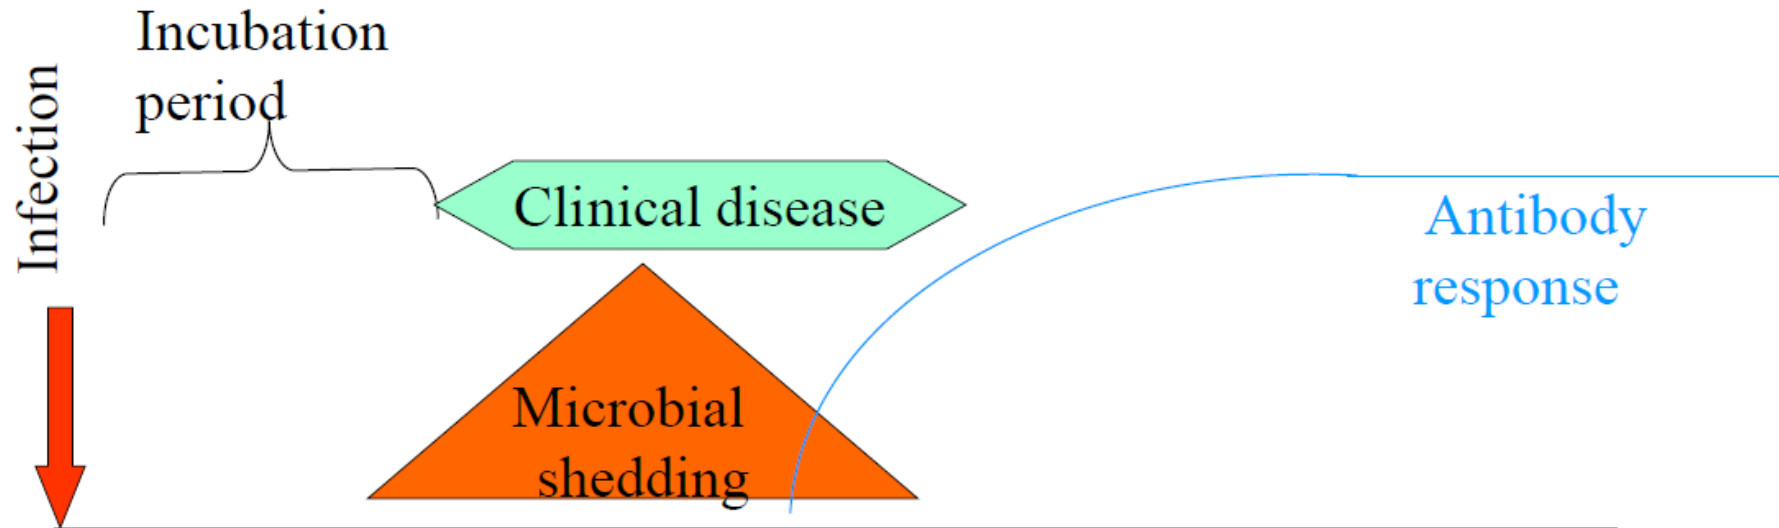 Infection
Incubation
period
Clinical disease
Microbial
shedding
Antibody
response